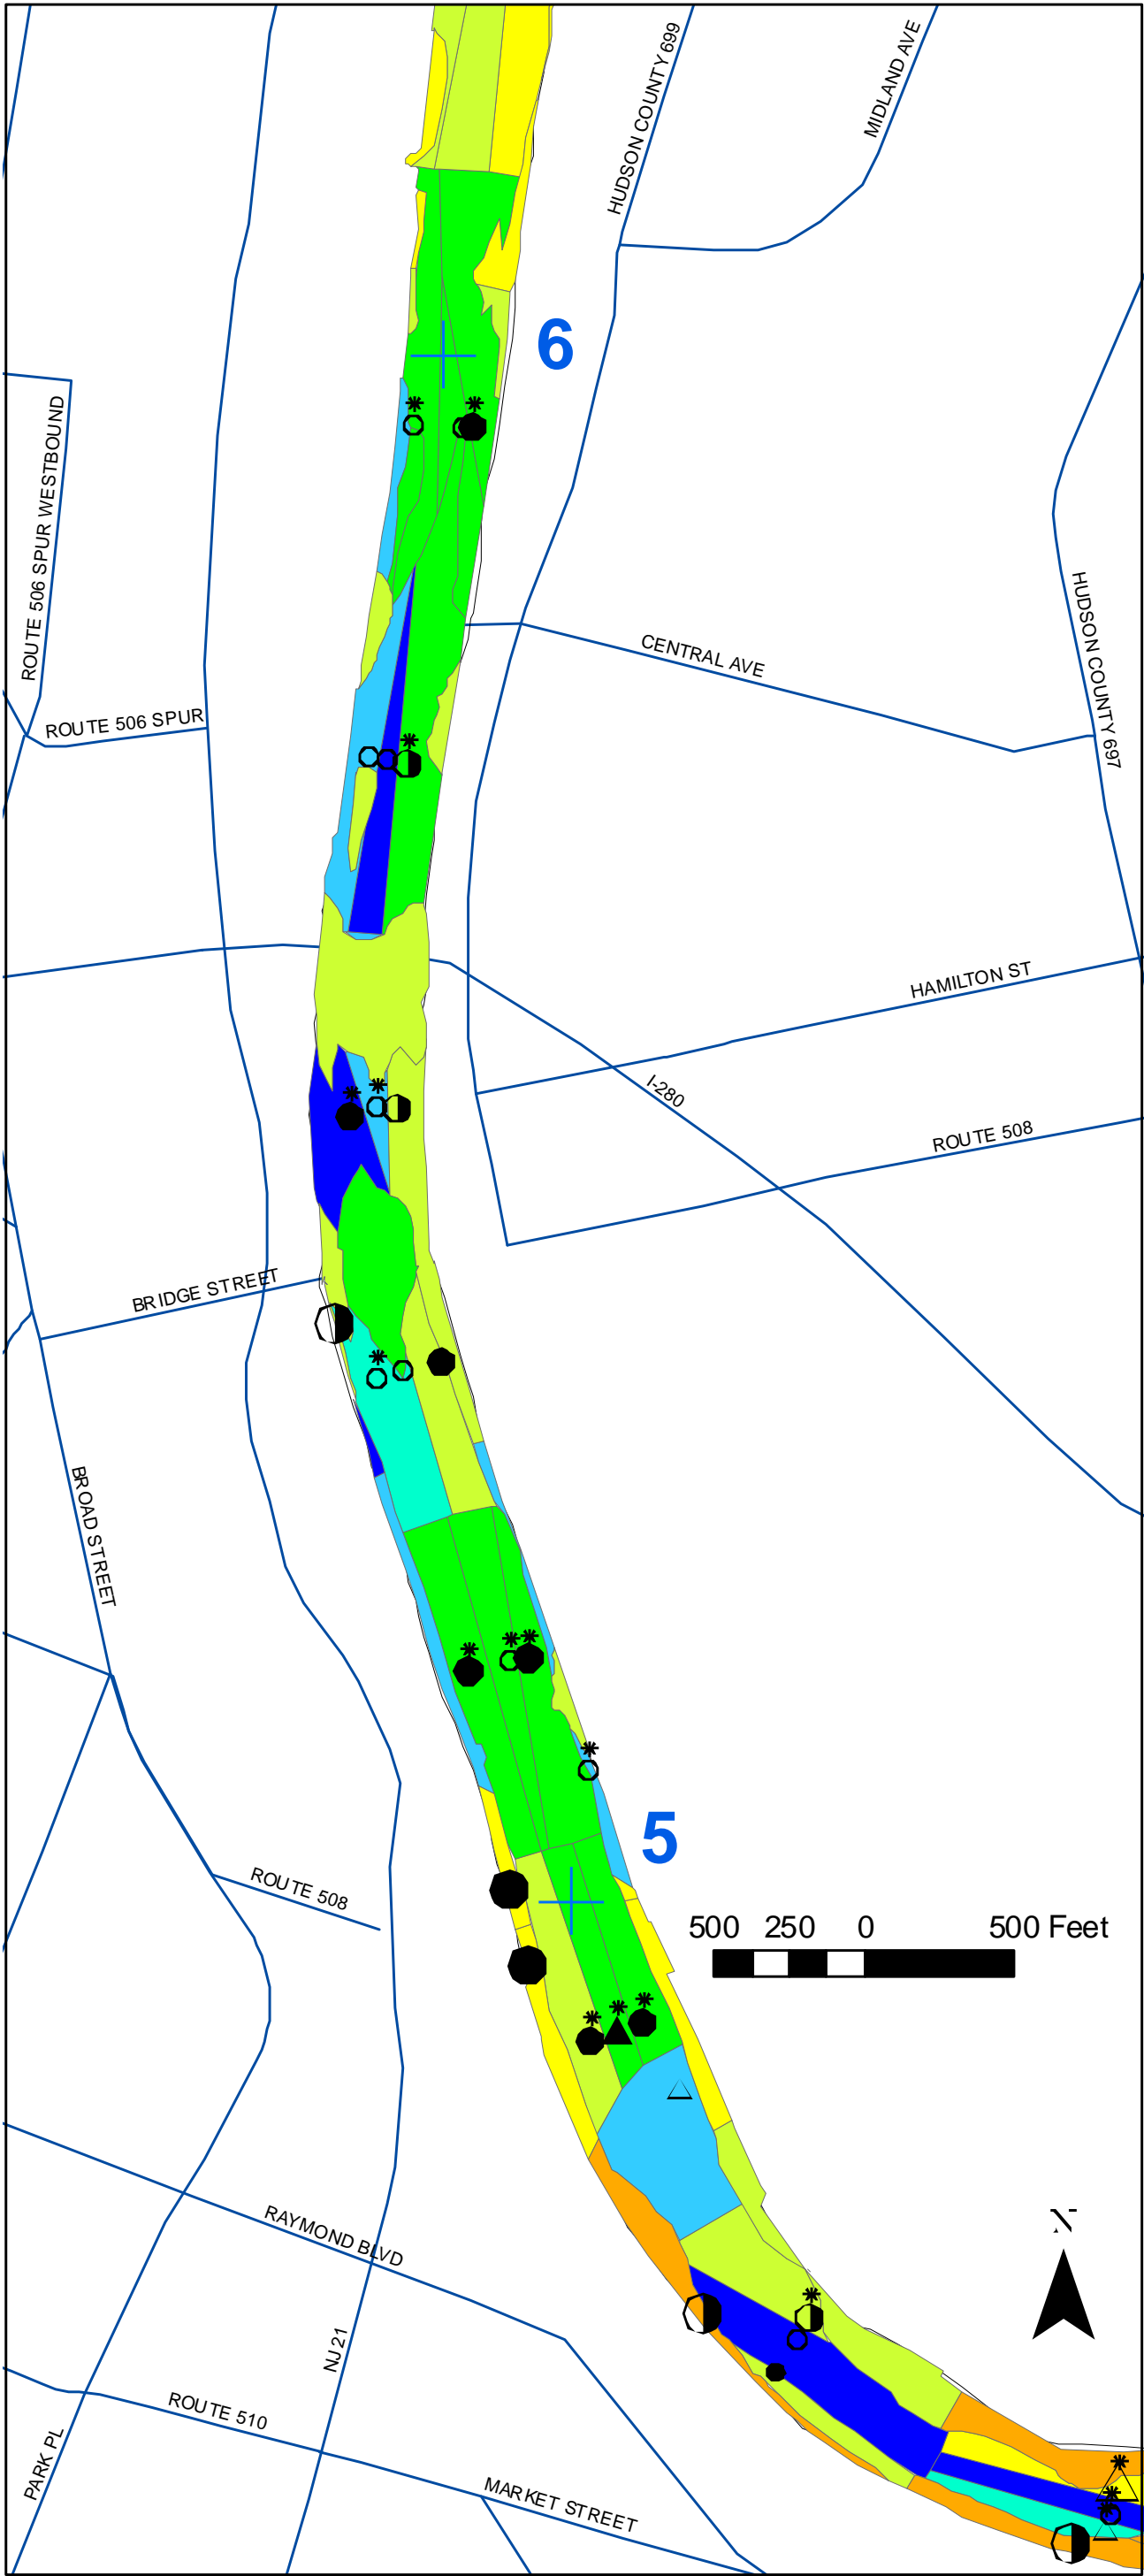 HUDSON COUNTY 699
MIDLAND AVE
6
ROUTE 506 SPUR WESTBOUND
HUDSON COUNTY 697
CENTRAL AVE
ROUTE 506 SPUR
HAMILTON ST
I-280
ROUTE 508
BRIDGE STREET
BROAD STREET
5
ROUTE 508
500 250 0 500 Feet
RAYMOND BLVD
N
NJ 21
ROUTE 510
PARK PL
MARKET STREET